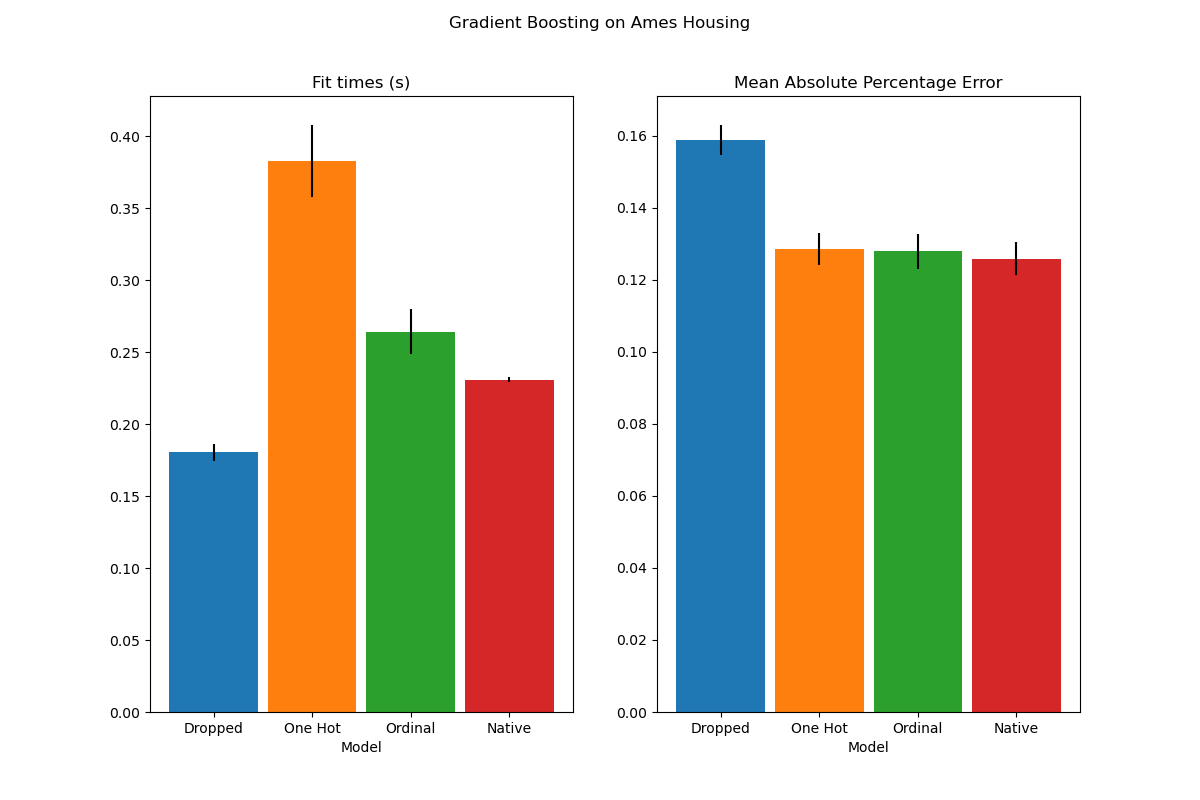 Gradient Boosting on Ames Housing
Fit times (s)
0.40
0.35
0.30
0.25
0.20
0.15
0.10
0.05
0.00
Dropped One Hot Ordinal Native
Model
Mean Absolute Percentage Error
0.16
0.14
0.12
0.10
0.08
0.06
0.04
0.02
0.00
Dropped One Hot Ordinal Native
Model